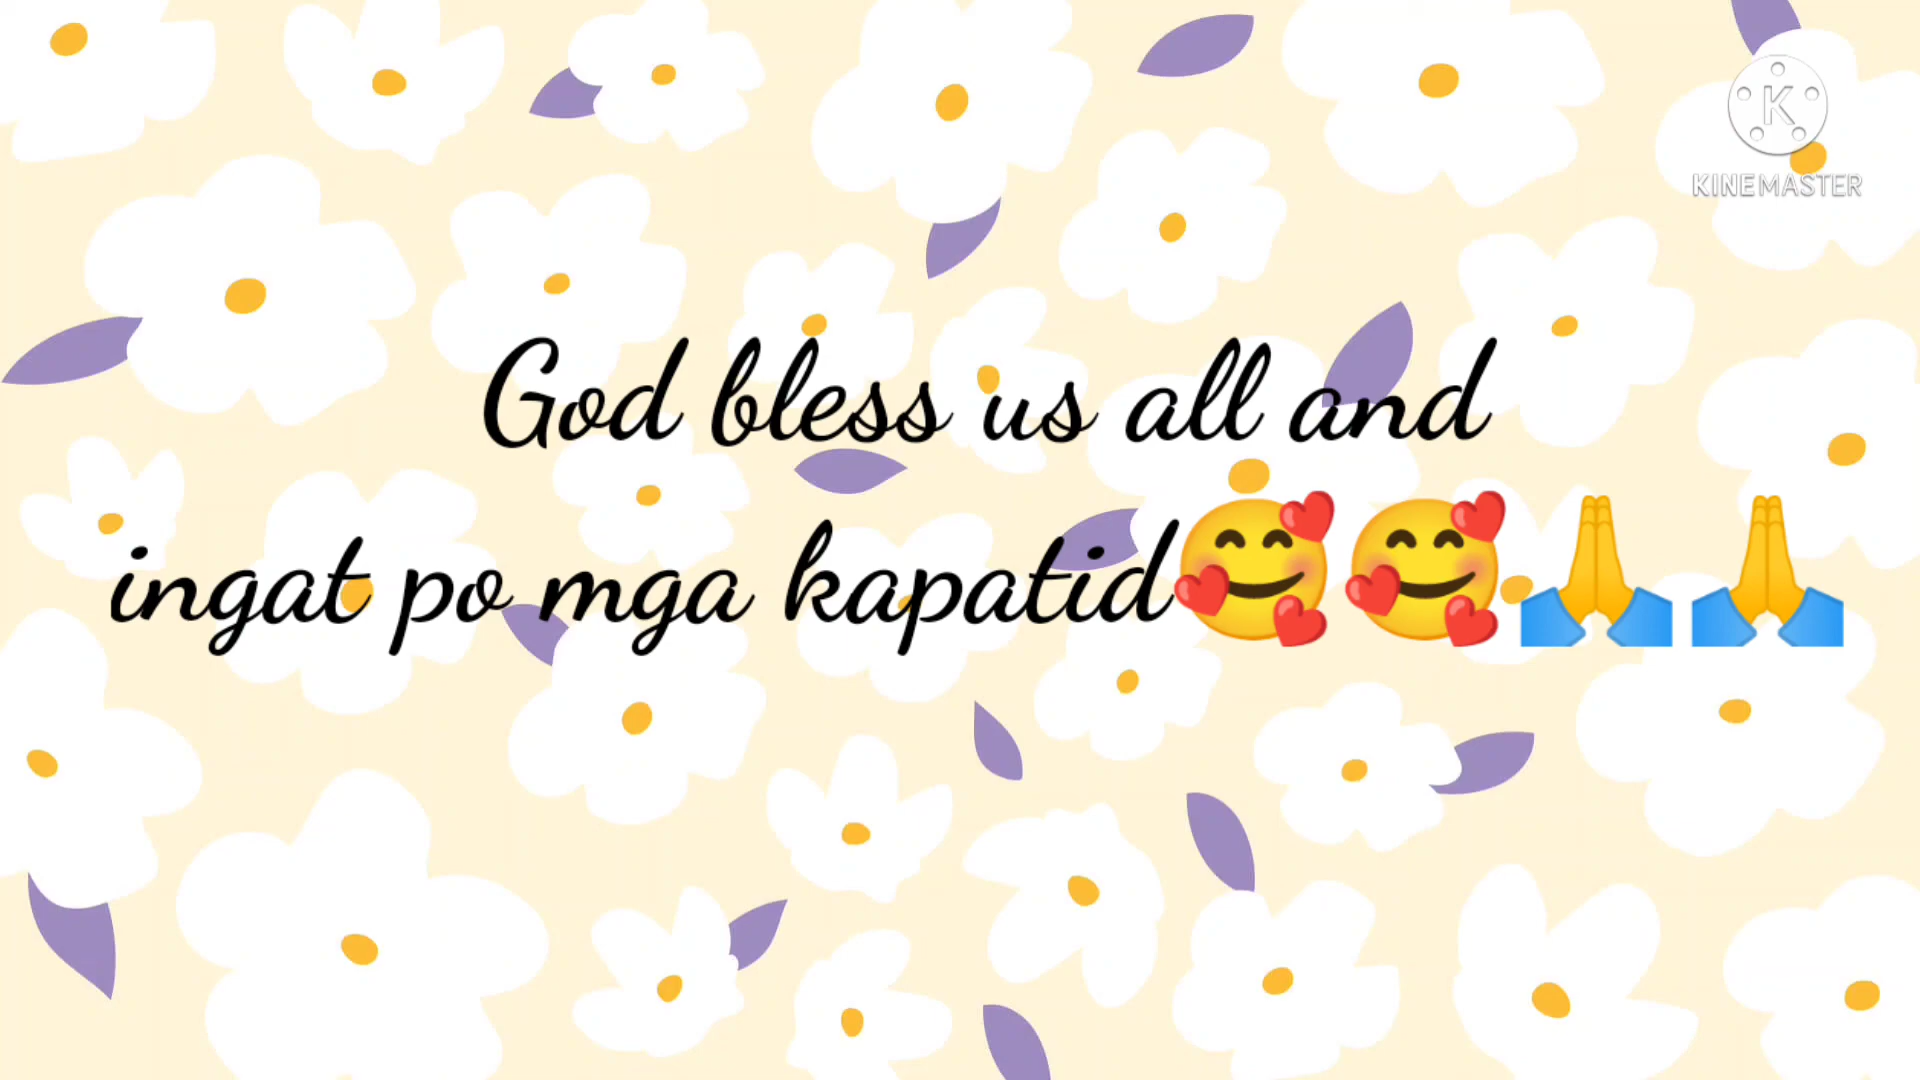 K
KINEMASTER
God bless us all and
ingat po mga kapatid🥰🥰🙏🙏